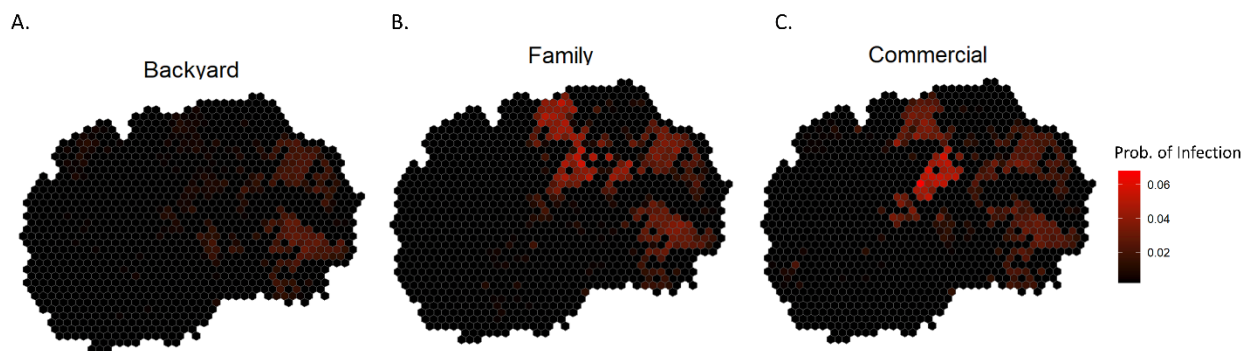 A.
B.
C.
Backyard
Family
Commercial
Prob. of Infection
0.06
0.04
0.02